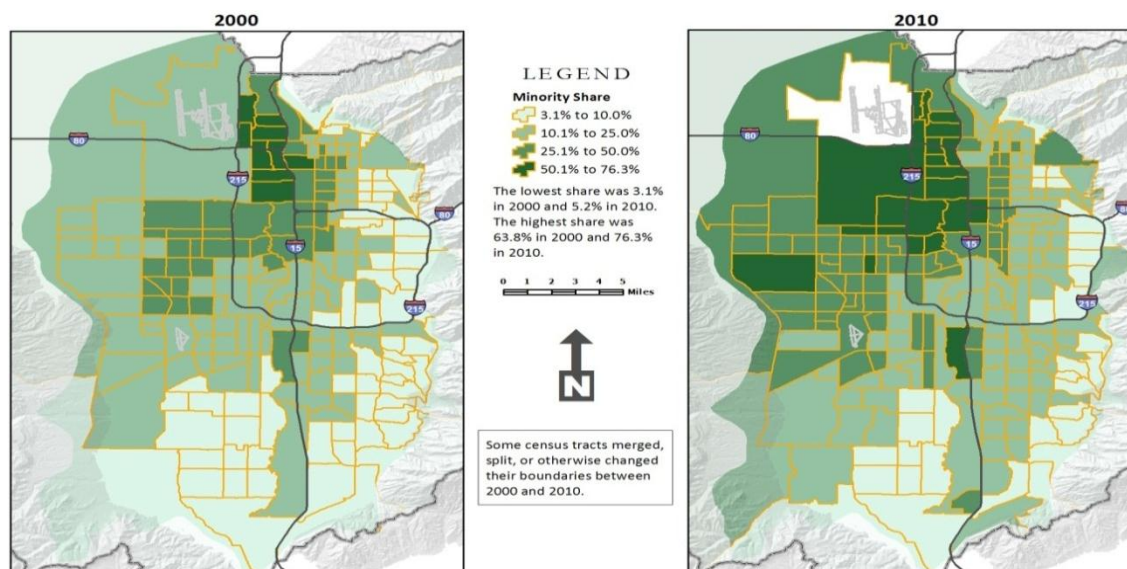 2000
80
215
80
15
215
LEGEND
Minority Share
3.1% to 10.0%
10.1% to 25.0%
25.1% to 50.0%
50.1% to 76.3%
The lowest share was 3.1%
in 2000 and 5.2% in 2010.
The highest share was
63.8% in 2000 and 76.3%
in 2010.
0 1 2 3 4 5
Miles
N
Some census tracts merged,
split, or otherwise changed
their boundaries between
2000 and 2010.
2010
80
215
80
15
215